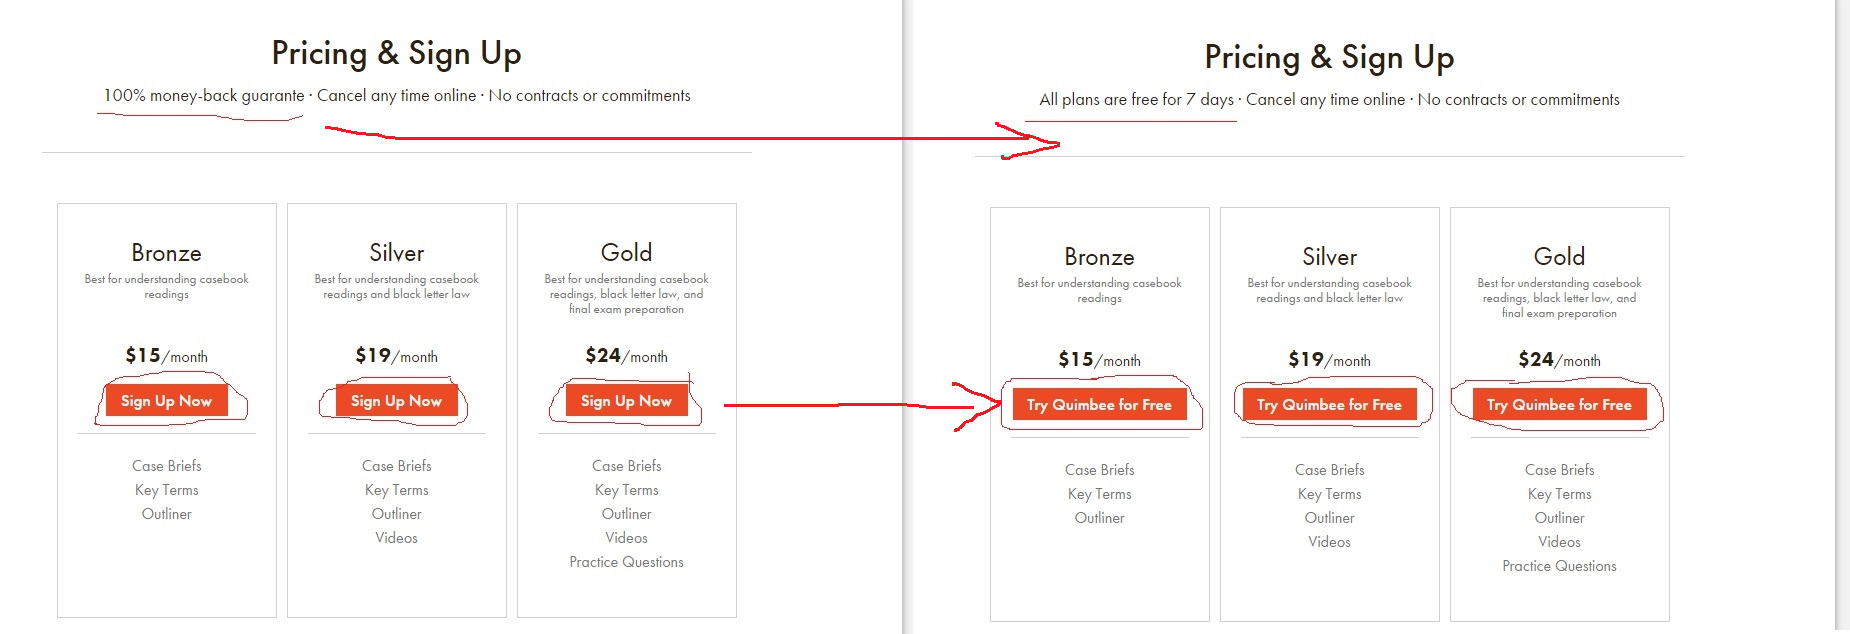 Pricing & Sign Up
100% money-back guarante · Cancel any time online · No contracts or commitments
Bronze
Best for understanding casebook
readings
$15/month
Sign Up Now
Case Briefs
Key Terms
Outliner
Silver
Best for understanding casebook
readings and black letter law
$19/month
Sign Up Now
Case Briefs
Key Terms
Outliner
Videos
Gold
Best for understanding casebook
readings, black letter law, and
final exam preparation
$24/month
Sign Up Now
Case Briefs
Key Terms
Outliner
Videos
Practice Questions
Pricing & Sign Up
All plans are free for 7 days · Cancel any time online · No contracts or commitments
Bronze
Best for understanding casebook
readings
$15/month
Try Quimbee for Free
Case Briefs
Key Terms
Outliner
Silver
Best for understanding casebook
readings and black letter law
$19/month
Try Quimbee for Free
Case Briefs
Key Terms
Outliner
Videos
Gold
Best for understanding casebook
readings, black letter law, and
final exam preparation
$24/month
Try Quimbee for Free
Case Briefs
Key Terms
Outliner
Videos
Practice Questions